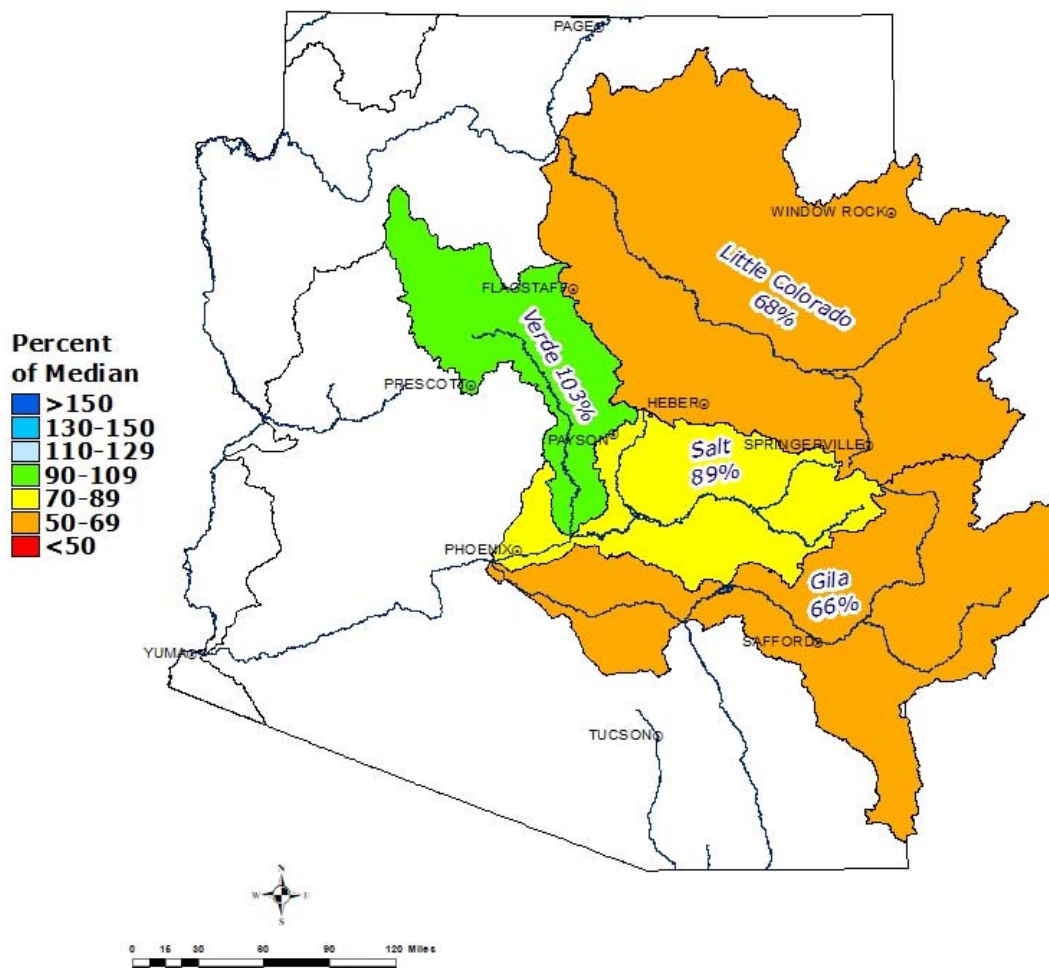 PAGE
WINDOW ROCK
Little Colorado
68%
FLAGSTAFF
Verde 103%
Percent
of Median
>150
130-150
110-129
90-109
70-89
50-69
<50
PRESCOTT
HEBER
PAYSON
SPRINGERVILLE
Salt
89%
PHOENIX
Gila
66%
SAFFORD
YUMA
TUCSON
N
W E
S
0 15 30 60 90 120 Miles